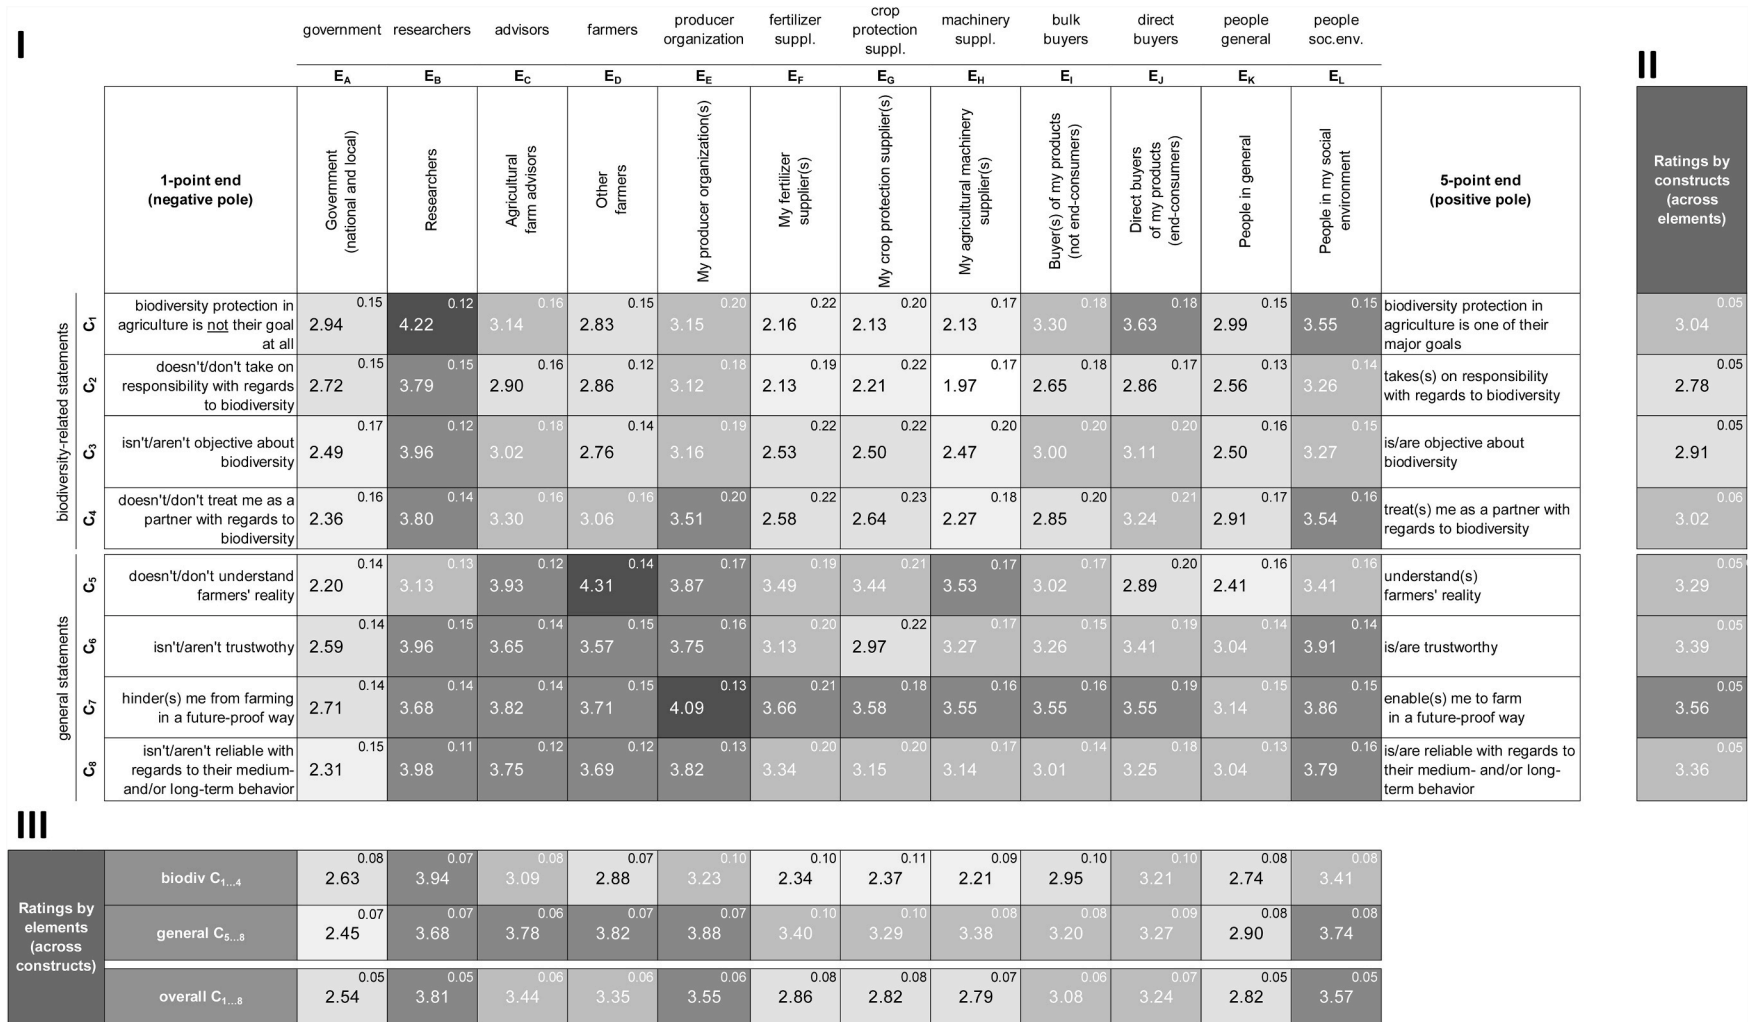 I
government researchers advisors farmers producer organization fertilizer suppl. crop protection suppl. machinery suppl. bulk buyers direct buyers people general people soc.env.
II
E_A E_B E_C E_D E_E E_F E_G E_H E_I E_J E_K E_L
1-point end
(negative pole)
Government
(national and local)
Researchers
Agricultural
farm advisors
Other
farmers
My producer organization(s)
My fertilizer
supplier(s)
My crop protection supplier(s)
My agricultural machinery
supplier(s)
Buyer(s) of my products
(not end-consumers)
Direct buyers
of my products
(end-consumers)
People in general
People in my social
environment
5-point end
(positive pole)
Ratings by
constructs
(across
elements)
biodiversity-related statements
C1
biodiversity protection in
agriculture is not their goal
at all
0.15 0.12 0.16 0.15 0.20 0.22 0.20 0.17 0.18 0.18 0.15 0.15
2.94 4.22 3.14 2.83 3.15 2.16 2.13 2.13 3.30 3.63 2.99 3.55
biodiversity protection in
agriculture is one of their
major goals
0.05
3.04
C2
doesn't/don't take on
responsibility with regards
to biodiversity
0.15 0.15 0.16 0.12 0.18 0.19 0.22 0.17 0.18 0.17 0.13 0.14
2.72 3.79 2.90 2.86 3.12 2.13 2.21 1.97 2.65 2.86 2.56 3.26
takes(s) on responsibility
with regards to biodiversity
0.05
2.78
C3
isn't/aren't objective about
biodiversity
0.17 0.12 0.18 0.14 0.19 0.22 0.22 0.20 0.20 0.20 0.16 0.15
2.49 3.96 3.02 2.76 3.16 2.53 2.50 2.47 3.00 3.11 2.50 3.27
is/are objective about
biodiversity
0.05
2.91
C4
doesn't/don't treat me as a
partner with regards to
biodiversity
0.16 0.14 0.16 0.16 0.20 0.22 0.23 0.18 0.20 0.21 0.17 0.16
2.36 3.80 3.30 3.06 3.51 2.58 2.64 2.27 2.85 3.24 2.91 3.54
treat(s) me as a partner with
regards to biodiversity
0.06
3.02
general statements
C5
doesn't/don't understand
farmers' reality
0.14 0.13 0.12 0.14 0.17 0.19 0.21 0.17 0.17 0.20 0.16 0.16
2.20 3.13 3.93 4.31 3.87 3.49 3.44 3.53 3.02 2.89 2.41 3.41
understand(s)
farmers' reality
0.05
3.29
C6
isn't/aren't trustworthy
0.14 0.15 0.14 0.15 0.16 0.20 0.22 0.17 0.15 0.19 0.14 0.14
2.59 3.96 3.65 3.57 3.75 3.13 2.97 3.27 3.26 3.41 3.04 3.91
is/are trustworthy
0.05
3.39
C7
hinder(s) me from farming
in a future-proof way
0.14 0.14 0.14 0.15 0.13 0.21 0.18 0.16 0.16 0.19 0.15 0.15
2.71 3.68 3.82 3.71 4.09 3.66 3.58 3.55 3.55 3.55 3.14 3.86
enable(s) me to farm
in a future-proof way
0.05
3.56
C8
isn't/aren't reliable with
regards to their medium-
and/or long-term behavior
0.15 0.11 0.12 0.12 0.13 0.20 0.20 0.17 0.14 0.18 0.13 0.16
2.31 3.98 3.75 3.69 3.82 3.34 3.15 3.14 3.01 3.25 3.04 3.79
is/are reliable with regards to
their medium- and/or long-
term behavior
0.05
3.36
III
Ratings by
elements
(across
constructs)
biodiv C1...4
0.08 0.07 0.08 0.07 0.10 0.10 0.11 0.09 0.10 0.10 0.08 0.08
2.63 3.94 3.09 2.88 3.23 2.34 2.37 2.21 2.95 3.21 2.74 3.41
general C5...8
0.07 0.07 0.06 0.07 0.07 0.10 0.10 0.08 0.08 0.09 0.08 0.08
2.45 3.68 3.78 3.82 3.88 3.40 3.29 3.38 3.20 3.27 2.90 3.74
overall C1...8
0.05 0.05 0.06 0.06 0.06 0.08 0.08 0.07 0.06 0.07 0.05 0.05
2.54 3.81 3.44 3.35 3.55 2.86 2.82 2.79 3.08 3.24 2.82 3.57